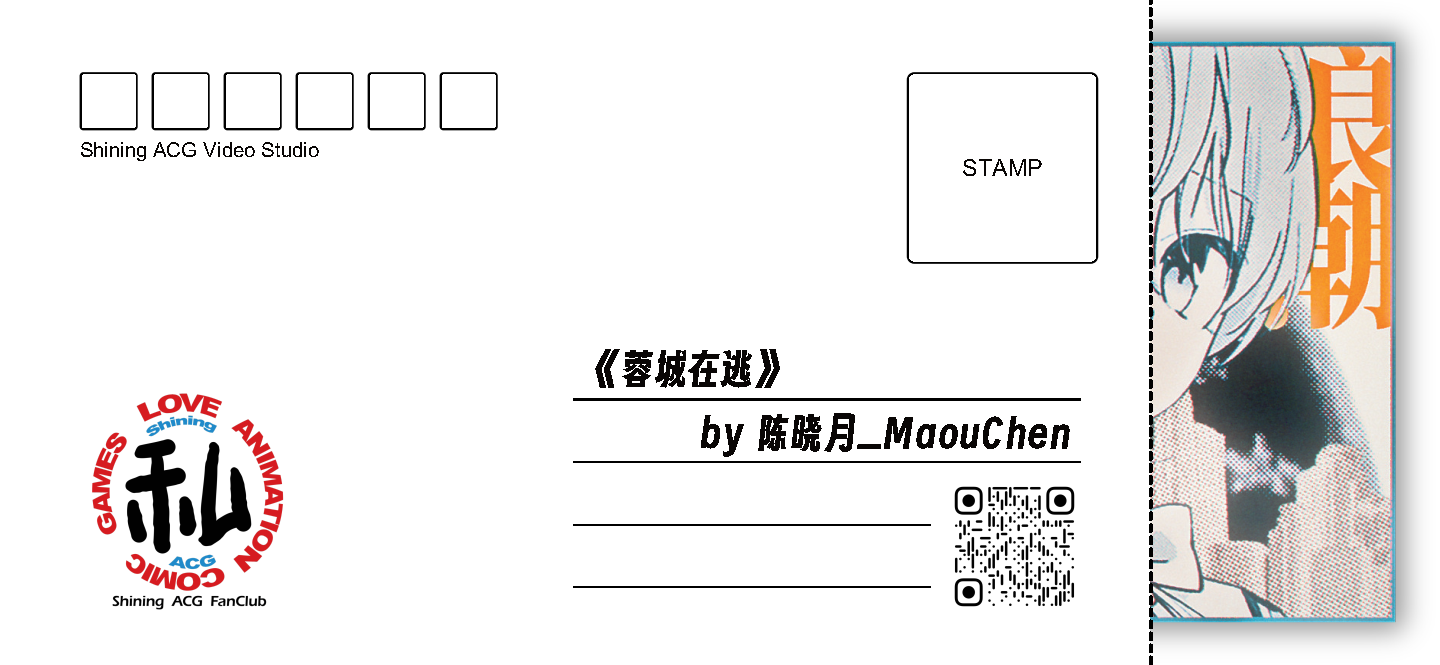 Shining ACG Video Studio
STAMP
良朝
《蓉城在逃》
by 陈晓月_MaouChen
LOVE
Shining
ANIMATION
GAMES
私
ACG
COMIC
Shining ACG FanClub